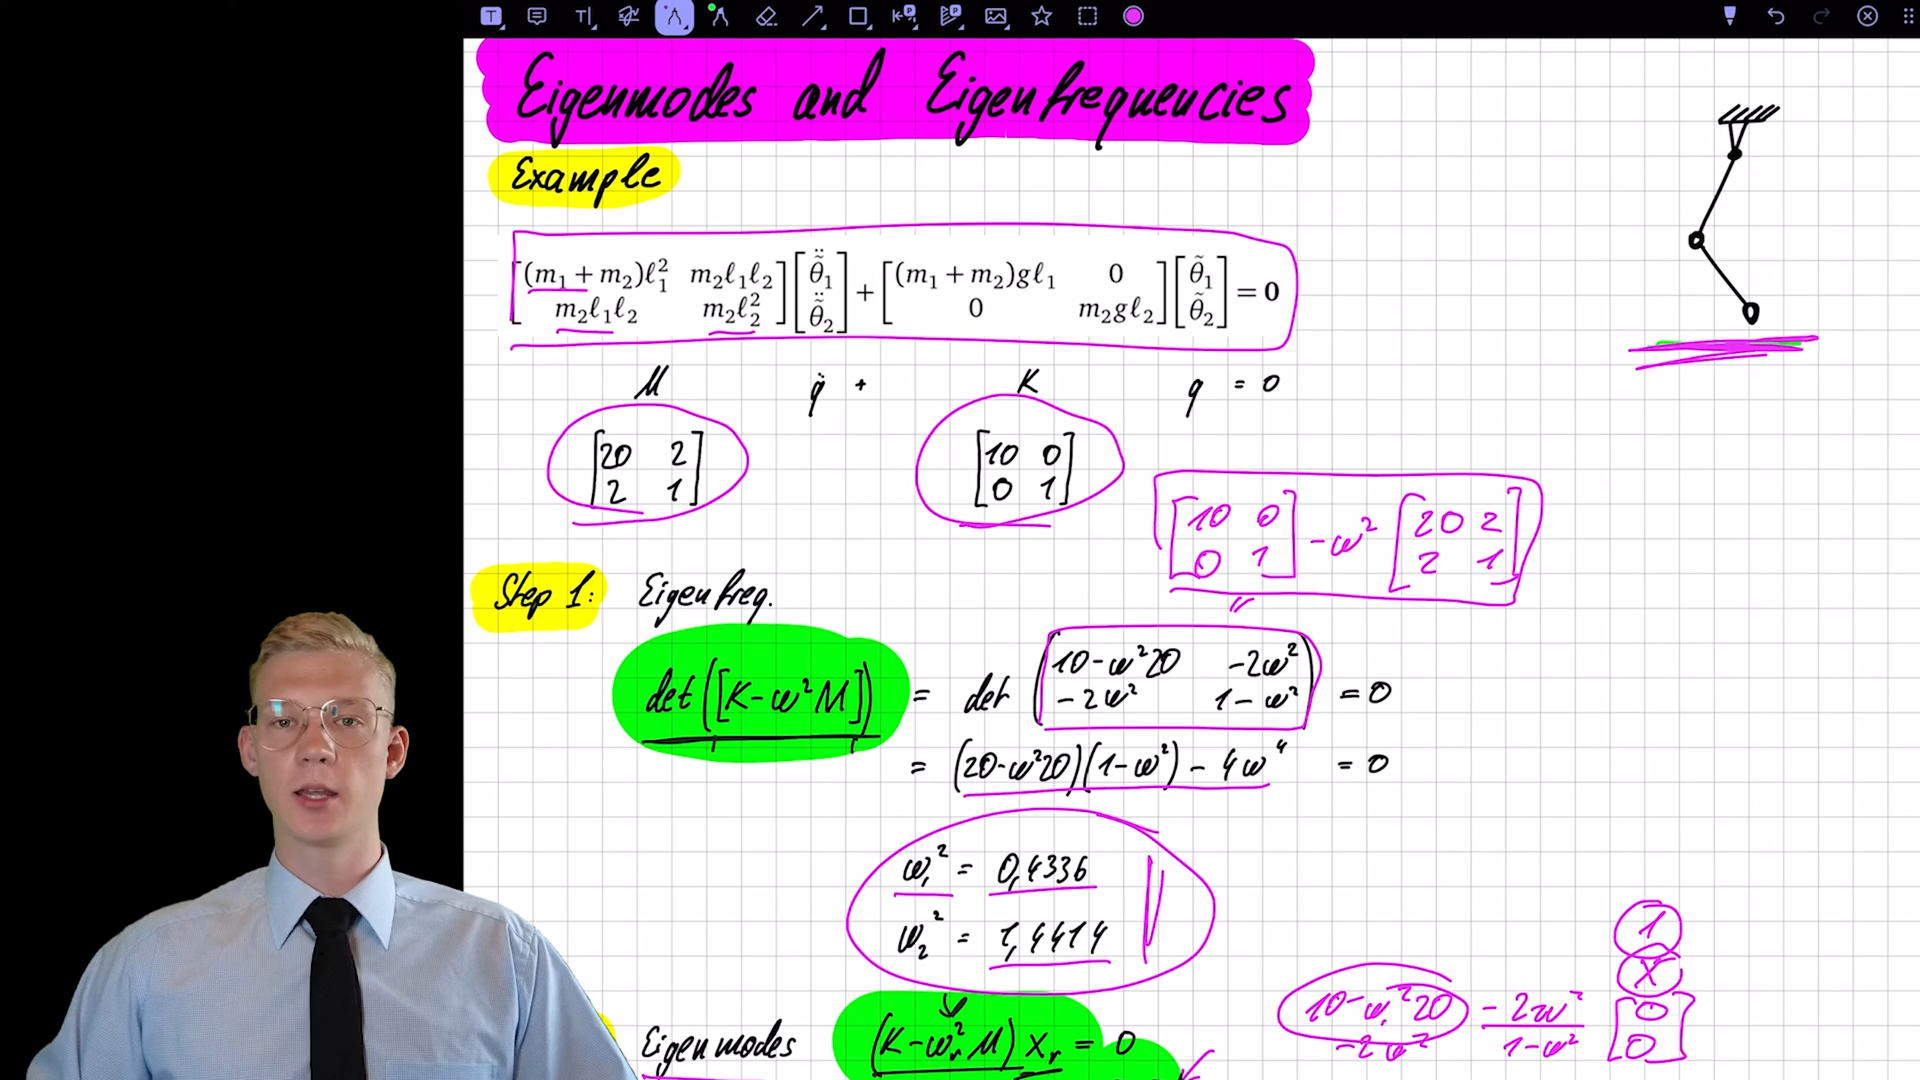 Eigenmodes and Eigenfrequencies
Example
[(m₁ + m₂)ℓ₁² m₂ℓ₁ℓ₂] [θ̃̈₁] + [(m₁ + m₂)gℓ₁ 0] [θ̃₁] = 0
[m₂ℓ₁ℓ₂ m₂ℓ₂²] [θ̃̈₂] [0 m₂gℓ₂] [θ̃₂]
M q̈ + K q = 0
[20 2] [10 0]
[2 1] [0 1]
[10 0] - ω² [20 2]
[0 1] [2 1]
Step 1: Eigenfreq.
det([K-ω²M]) = det (10-ω²20 -2ω²) = 0
(-2ω² 1-ω²)
= (20-ω²20)(1-ω²) - 4ω⁴ = 0
ω₁² = 0,4336
ω₂² = 1,4414
1
x
10-ω₁²20 -2ω² [0]
-2ω² 1-ω² [0]
Eigenmodes (K-ωᵣ²M) xᵣ = 0